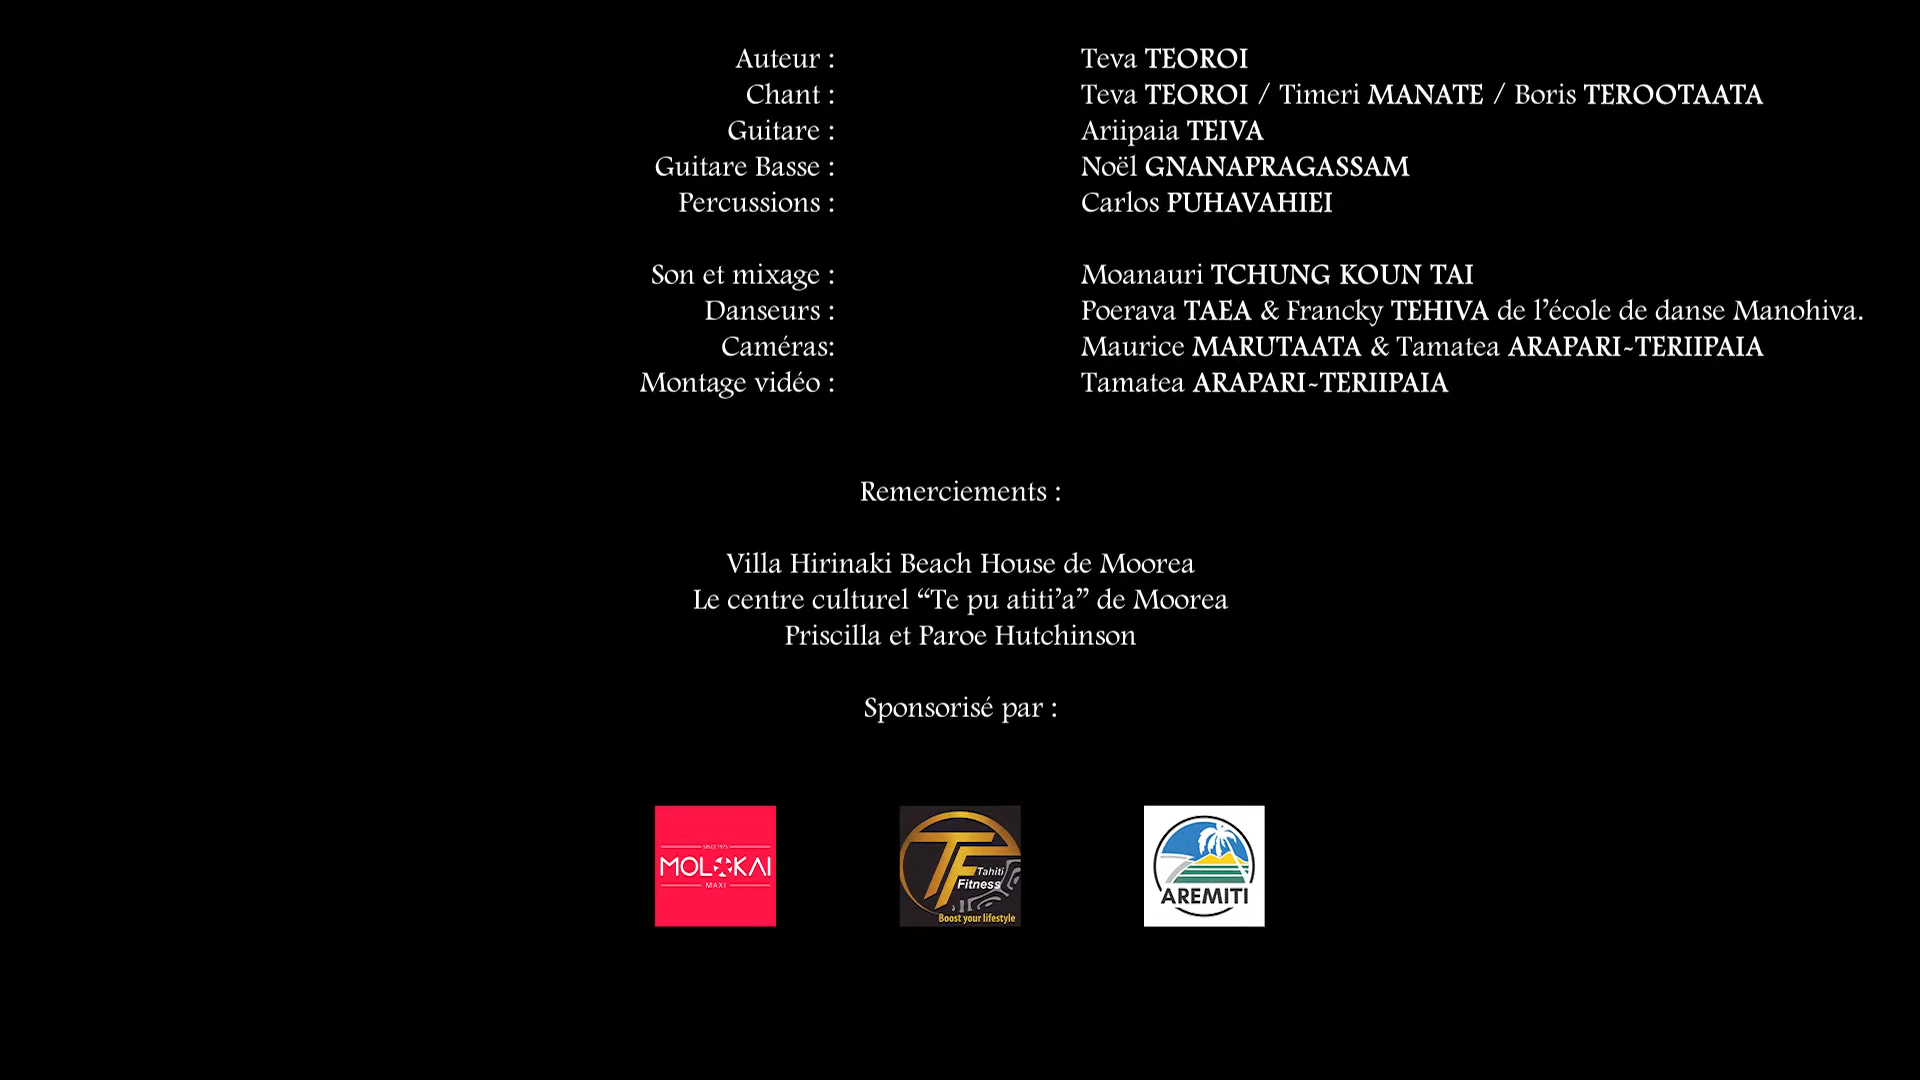 Auteur : Teva TEOROI
Chant : Teva TEOROI / Timeri MANATE / Boris TEROOTAATA
Guitare : Ariipaia TEIVA
Guitare Basse : Noël GNANAPRAGASSAM
Percussions : Carlos PUHAVAHIEI
Son et mixage : Moanauri TCHUNG KOUN TAI
Danseurs : Poerava TAEA & Francky TEHIVA de l’école de danse Manohiva.
Caméras: Maurice MARUTAATA & Tamatea ARAPARI-TERIIPAIA
Montage vidéo : Tamatea ARAPARI-TERIIPAIA
Remerciements :
Villa Hirinaki Beach House de Moorea
Le centre culturel “Te pu atiti’a” de Moorea
Priscilla et Paroe Hutchinson
Sponsorisé par :
SINCE 1975
MOLOKAI
MAXI
TF
Tahiti
Fitness
Boost your lifestyle
AREMITI